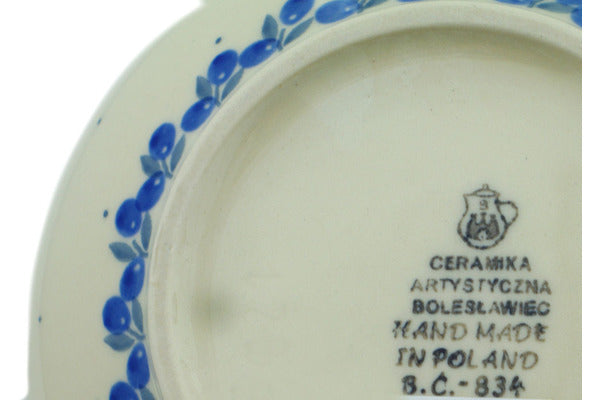 B
CERAMIKA
ARTYSTYCZNA
BOLESŁAWIEC
HAND MADE
IN POLAND
B.Ć.-834